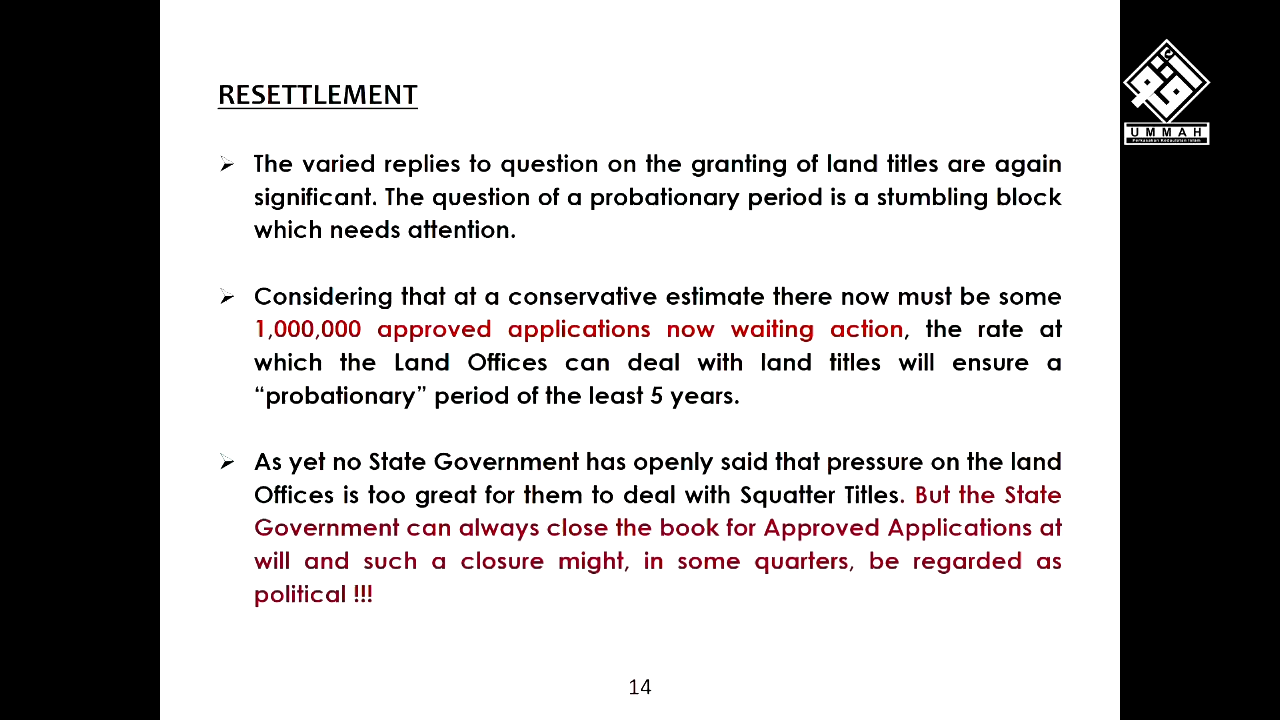 RESETTLEMENT
➢ The varied replies to question on the granting of land titles are again
significant. The question of a probationary period is a stumbling block
which needs attention.
➢ Considering that at a conservative estimate there now must be some
1,000,000 approved applications now waiting action, the rate at
which the Land Offices can deal with land titles will ensure a
“probationary” period of the least 5 years.
➢ As yet no State Government has openly said that pressure on the land
Offices is too great for them to deal with Squatter Titles. But the State
Government can always close the book for Approved Applications at
will and such a closure might, in some quarters, be regarded as
political !!!
14
UMMAH